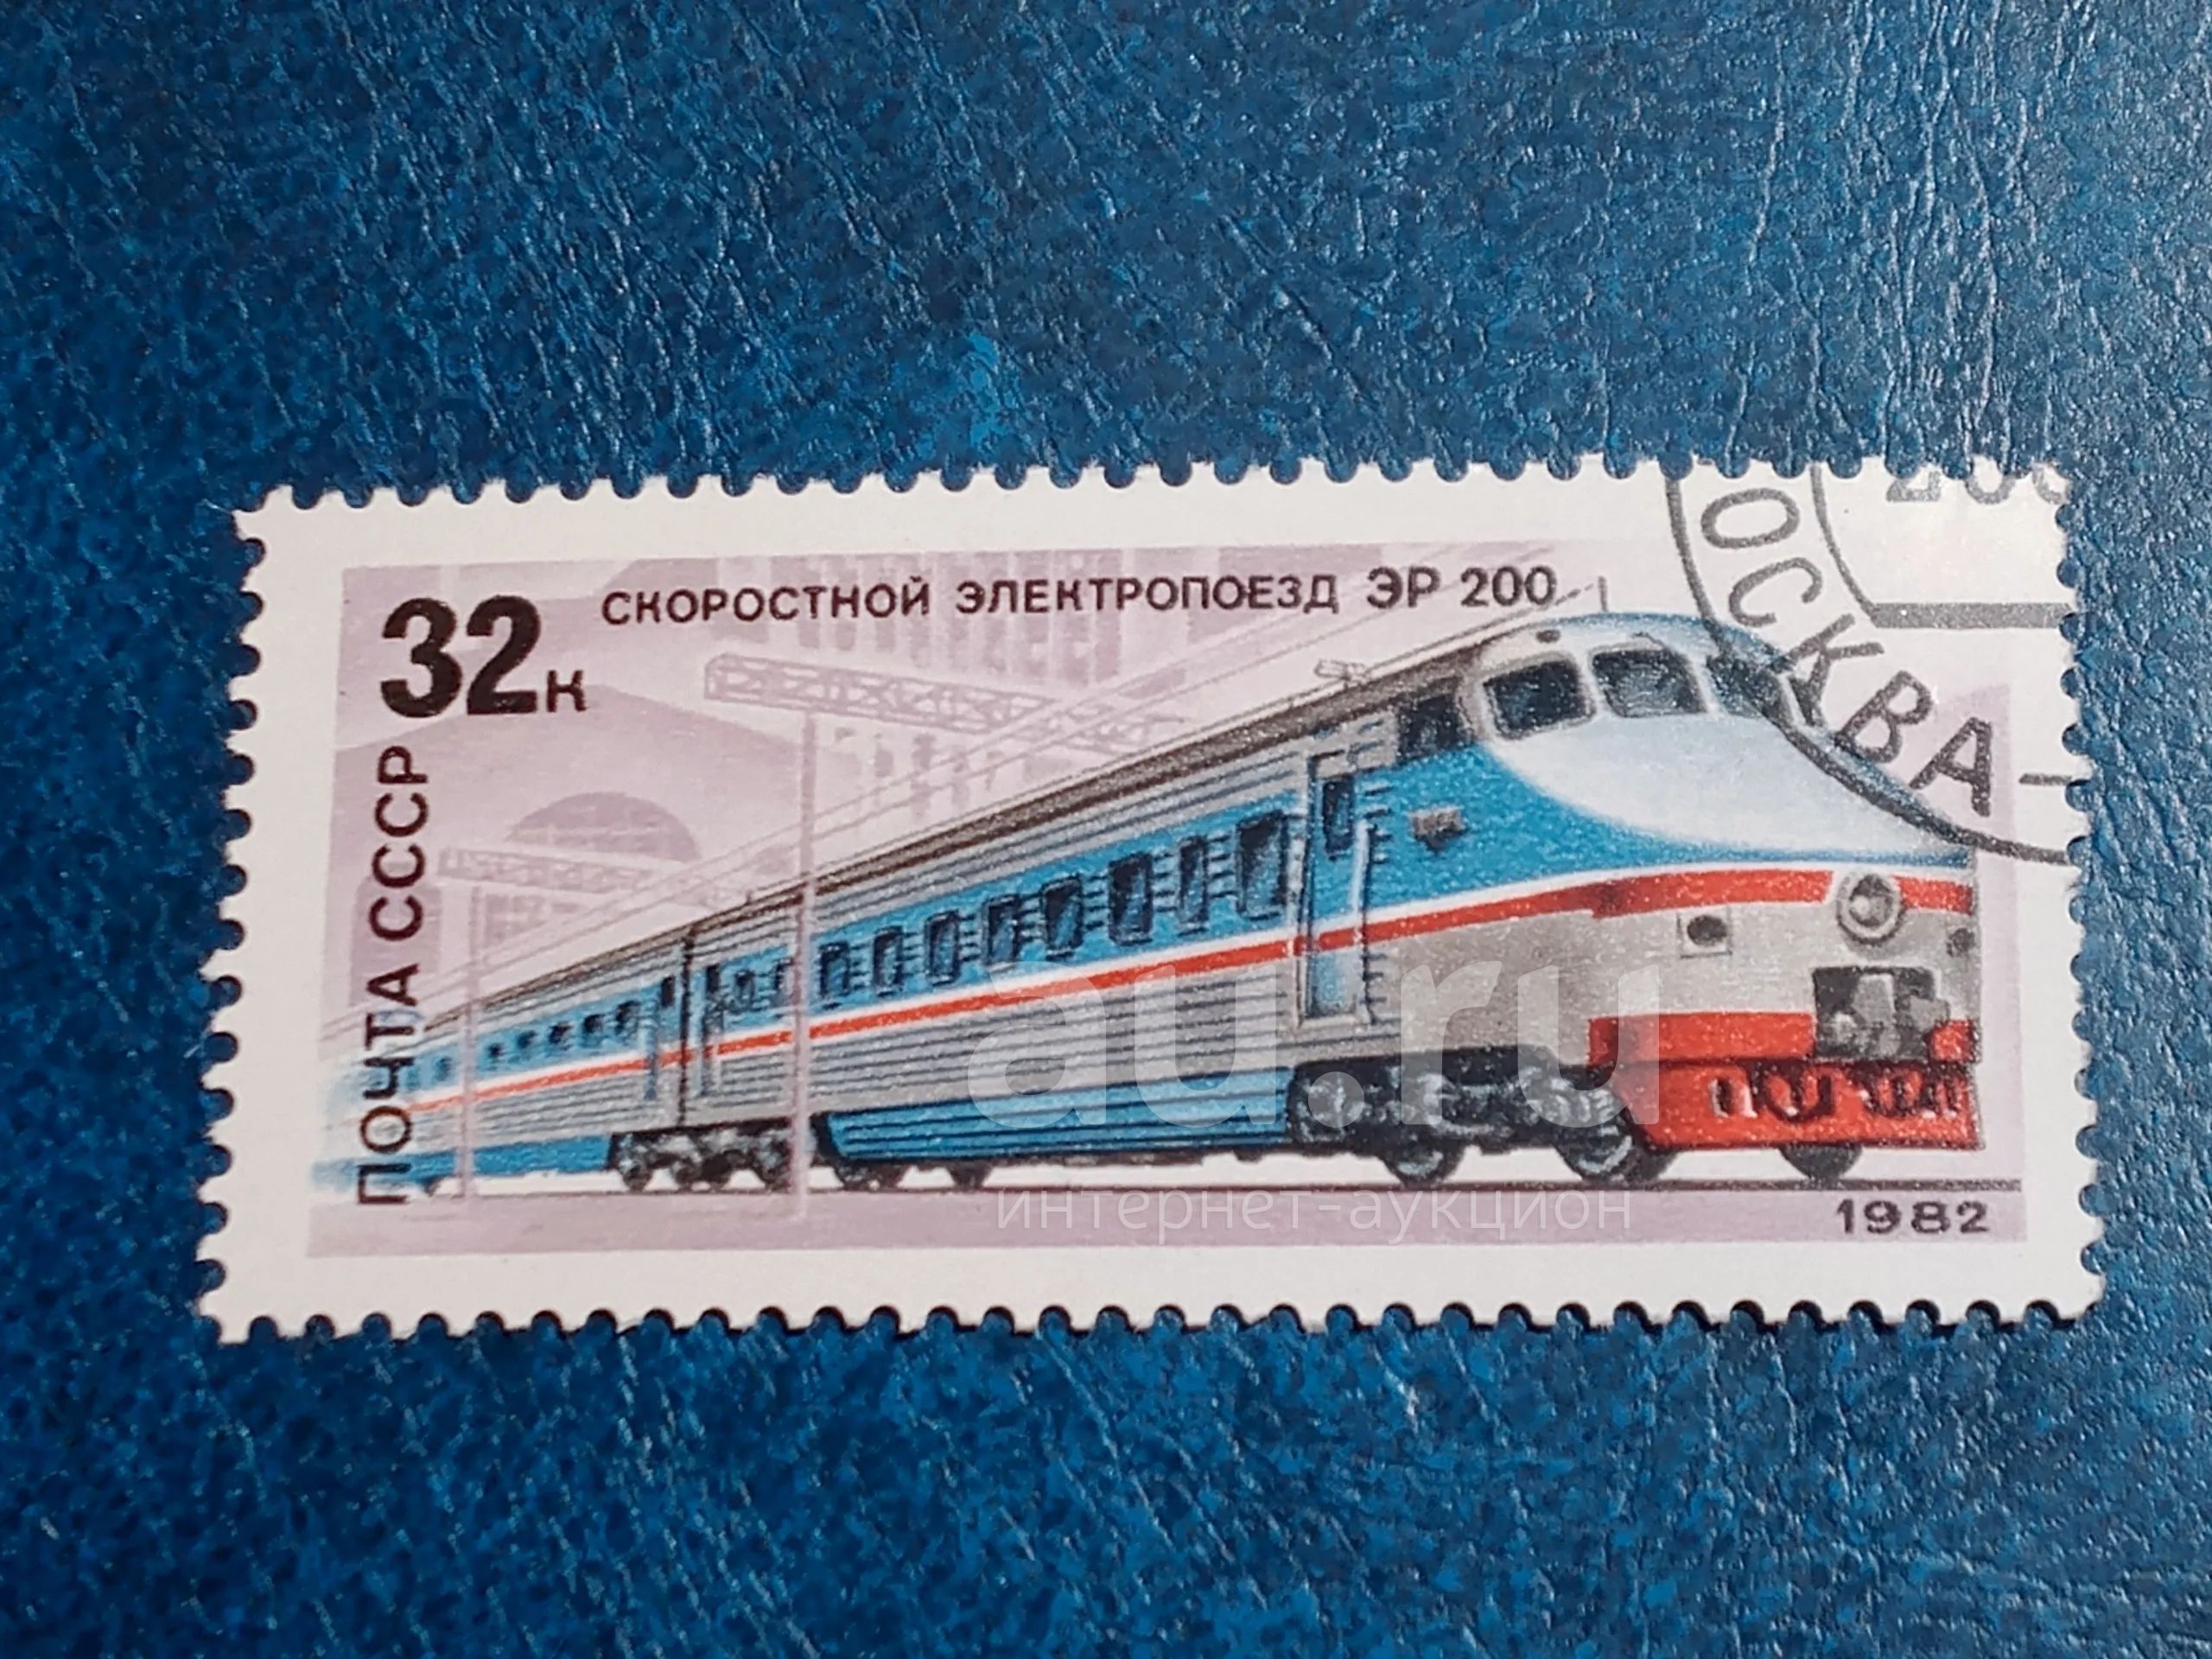 СКОРОСТНОЙ ЭЛЕКТРОПОЕЗД ЭР 200
32к
ПОЧТА СССР
ОСКВА-
au.ru
интернет-аукцион
1982